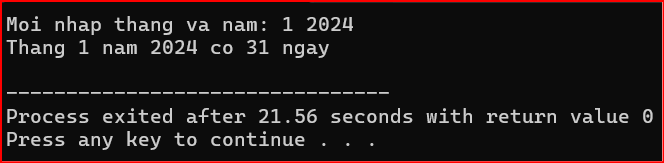 Moi nhap thang va nam: 1 2024
Thang 1 nam 2024 co 31 ngay
--------------------------------
Process exited after 21.56 seconds with return value 0
Press any key to continue . . .